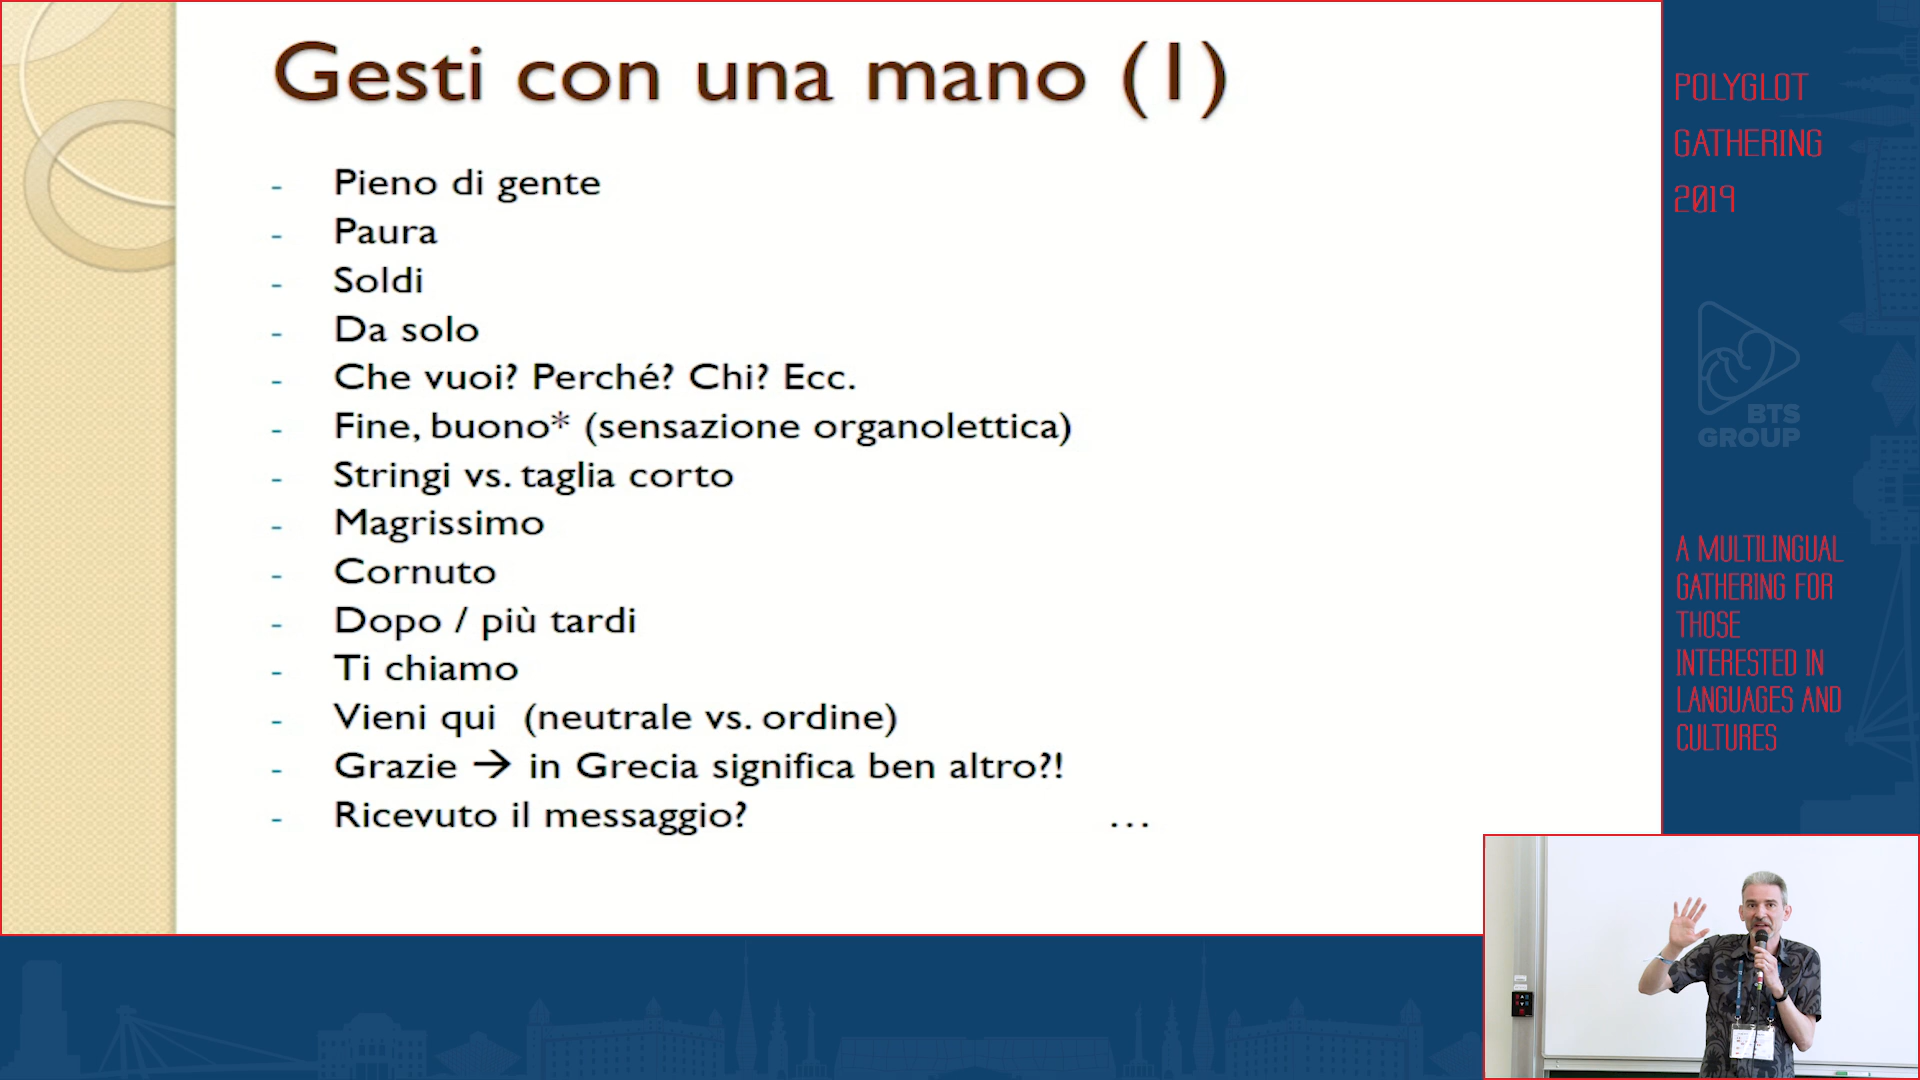 Gesti con una mano (1)
- Pieno di gente
- Paura
- Soldi
- Da solo
- Che vuoi? Perché? Chi? Ecc.
- Fine, buono* (sensazione organolettica)
- Stringi vs. taglia corto
- Magrissimo
- Cornuto
- Dopo / più tardi
- Ti chiamo
- Vieni qui (neutrale vs. ordine)
- Grazie → in Grecia significa ben altro?!
- Ricevuto il messaggio? ...
POLYGLOT
GATHERING
2019
BTS
GROUP
A MULTILINGUAL
GATHERING FOR
THOSE
INTERESTED IN
LANGUAGES AND
CULTURES